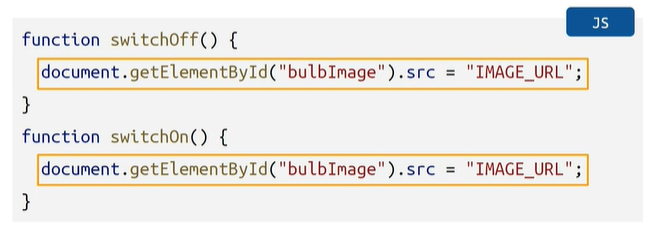 JS
function switchOff() {
document.getElementById("bulbImage").src = "IMAGE_URL";
}
function switchOn() {
document.getElementById("bulbImage").src = "IMAGE_URL";
}